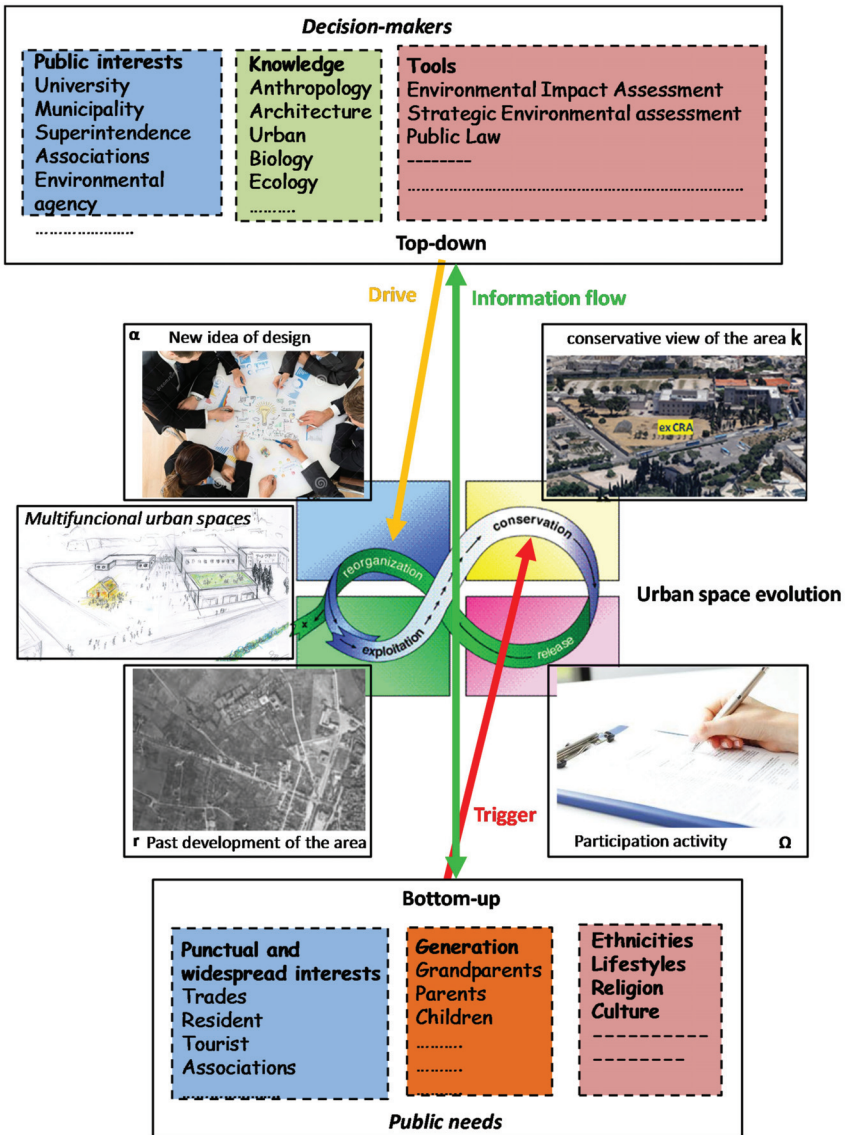 Decision-makers
Public interests
University
Municipality
Superintendence
Associations
Environmental
agency
………………….
Knowledge
Anthropology
Architecture
Urban
Biology
Ecology
……….
Tools
Environmental Impact Assessment
Strategic Environmental assessment
Public Law
--------
………………………………………………………………….
Top-down
Drive
Information flow
α New idea of design
conservative view of the area k
ex CRA
Multifuncional urban spaces
reorganization
conservation
exploitation
release
x
Urban space evolution
r Past development of the area
Trigger
Participation activity Ω
Bottom-up
Punctual and
widespread interests
Trades
Resident
Tourist
Associations
………………….
Generation
Grandparents
Parents
Children
……….
……….
……….
Ethnicities
Lifestyles
Religion
Culture
-----------
---------
Public needs